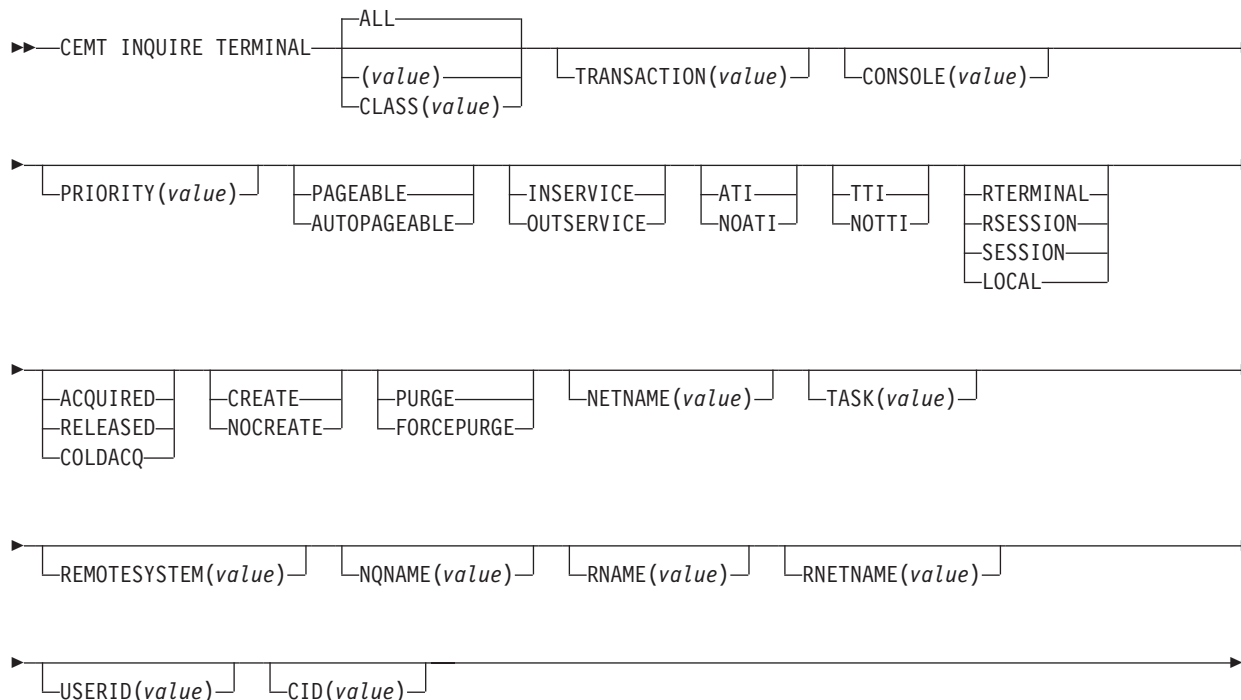 ALL
CEMT INQUIRE TERMINAL
(value)
TRANSACTION(value)
CONSOLE(value)
CLASS(value)
PRIORITY(value)
PAGEABLE
INSERVICE
ATI
TTI
RTERMINAL
AUTOPAGEABLE
OUTSERVICE
NOATI
NOTTI
RSESSION
SESSION
LOCAL
ACQUIRED
CREATE
PURGE
NETNAME(value)
TASK(value)
RELEASED
NOCREATE
FORCEPURGE
COLDACQ
REMOTESYSTEM(value)
NQNAME(value)
RNAME(value)
RNETNAME(value)
USERID(value)
CID(value)